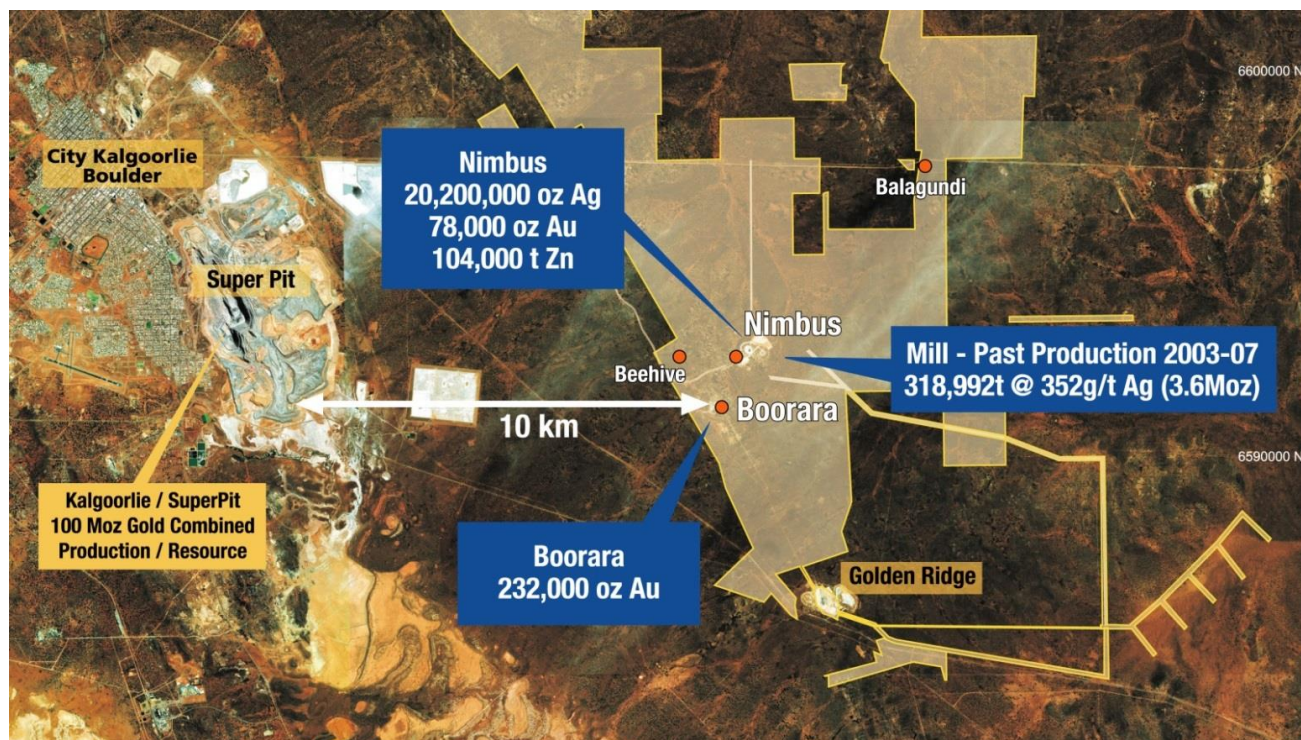 6600000 N
City Kalgoorlie
Boulder
Nimbus
20,200,000 oz Ag
78,000 oz Au
104,000 t Zn
Balagundi
Super Pit
Nimbus
Beehive
Mill - Past Production 2003-07
318,992t @ 352g/t Ag (3.6Moz)
Boorara
10 km
6590000 N
Kalgoorlie / SuperPit
100 Moz Gold Combined
Production / Resource
Boorara
232,000 oz Au
Golden Ridge